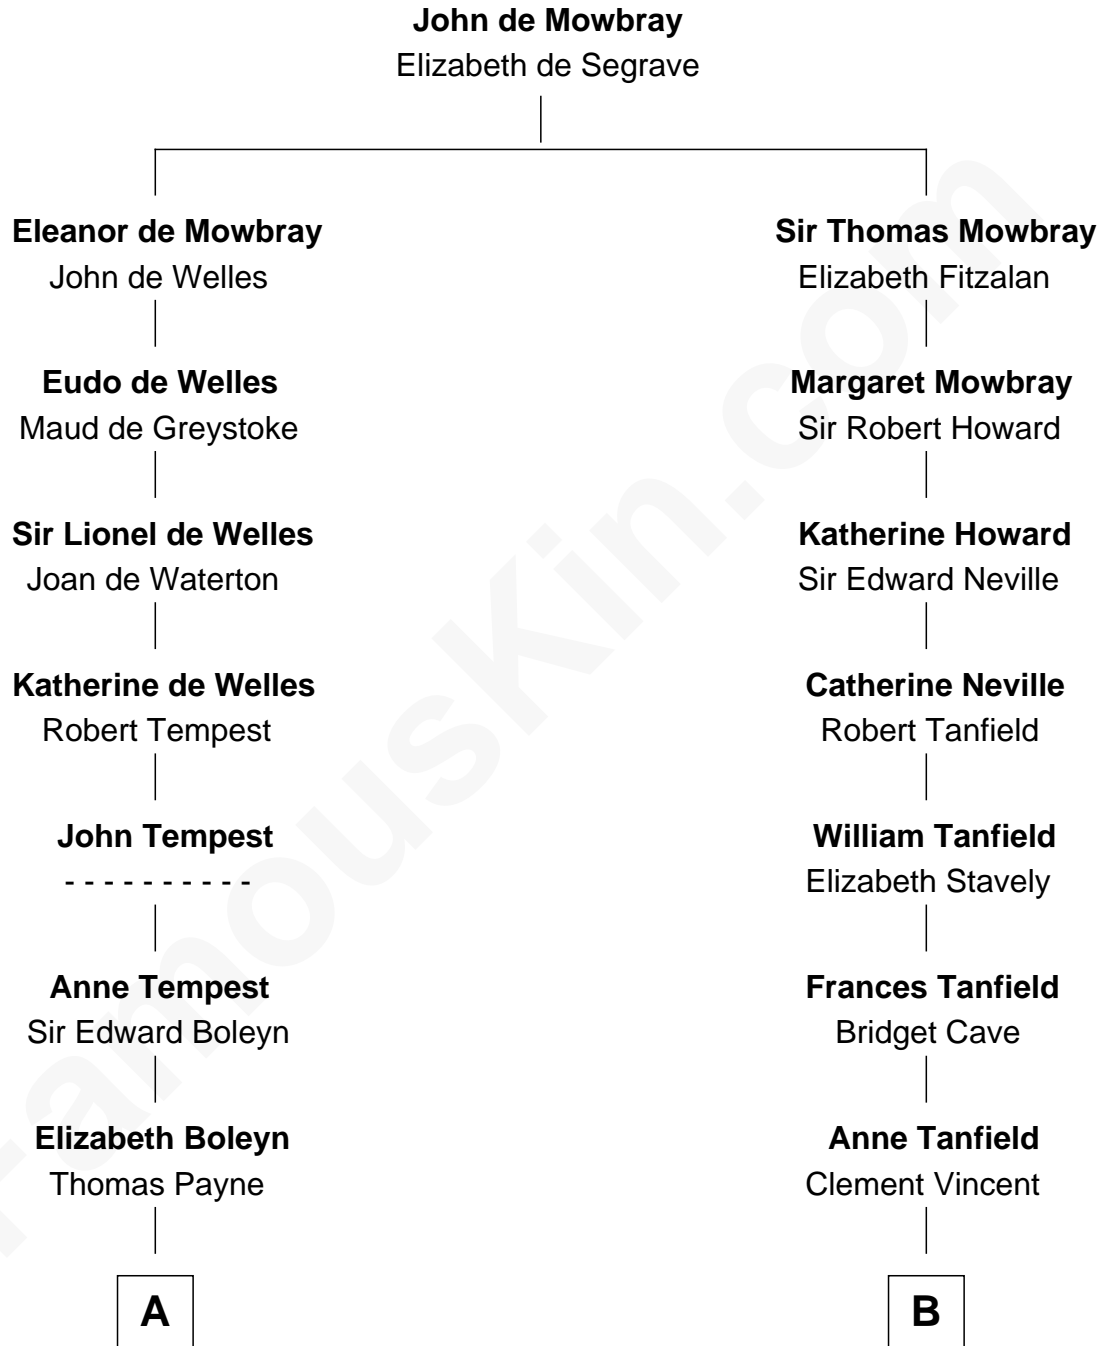 John de Mowbray
Elizabeth de Segrave
Eleanor de Mowbray
John de Welles
Sir Thomas Mowbray
Elizabeth Fitzalan
Eudo de Welles
Maud de Greystoke
Margaret Mowbray
Sir Robert Howard
Sir Lionel de Welles
Joan de Waterton
Katherine Howard
Sir Edward Neville
Katherine de Welles
Robert Tempest
Catherine Neville
Robert Tanfield
John Tempest
- - - - - - - - - -
William Tanfield
Elizabeth Stavely
Anne Tempest
Sir Edward Boleyn
Frances Tanfield
Bridget Cave
Elizabeth Boleyn
Thomas Payne
Anne Tanfield
Clement Vincent
A
B
FamousKin.com